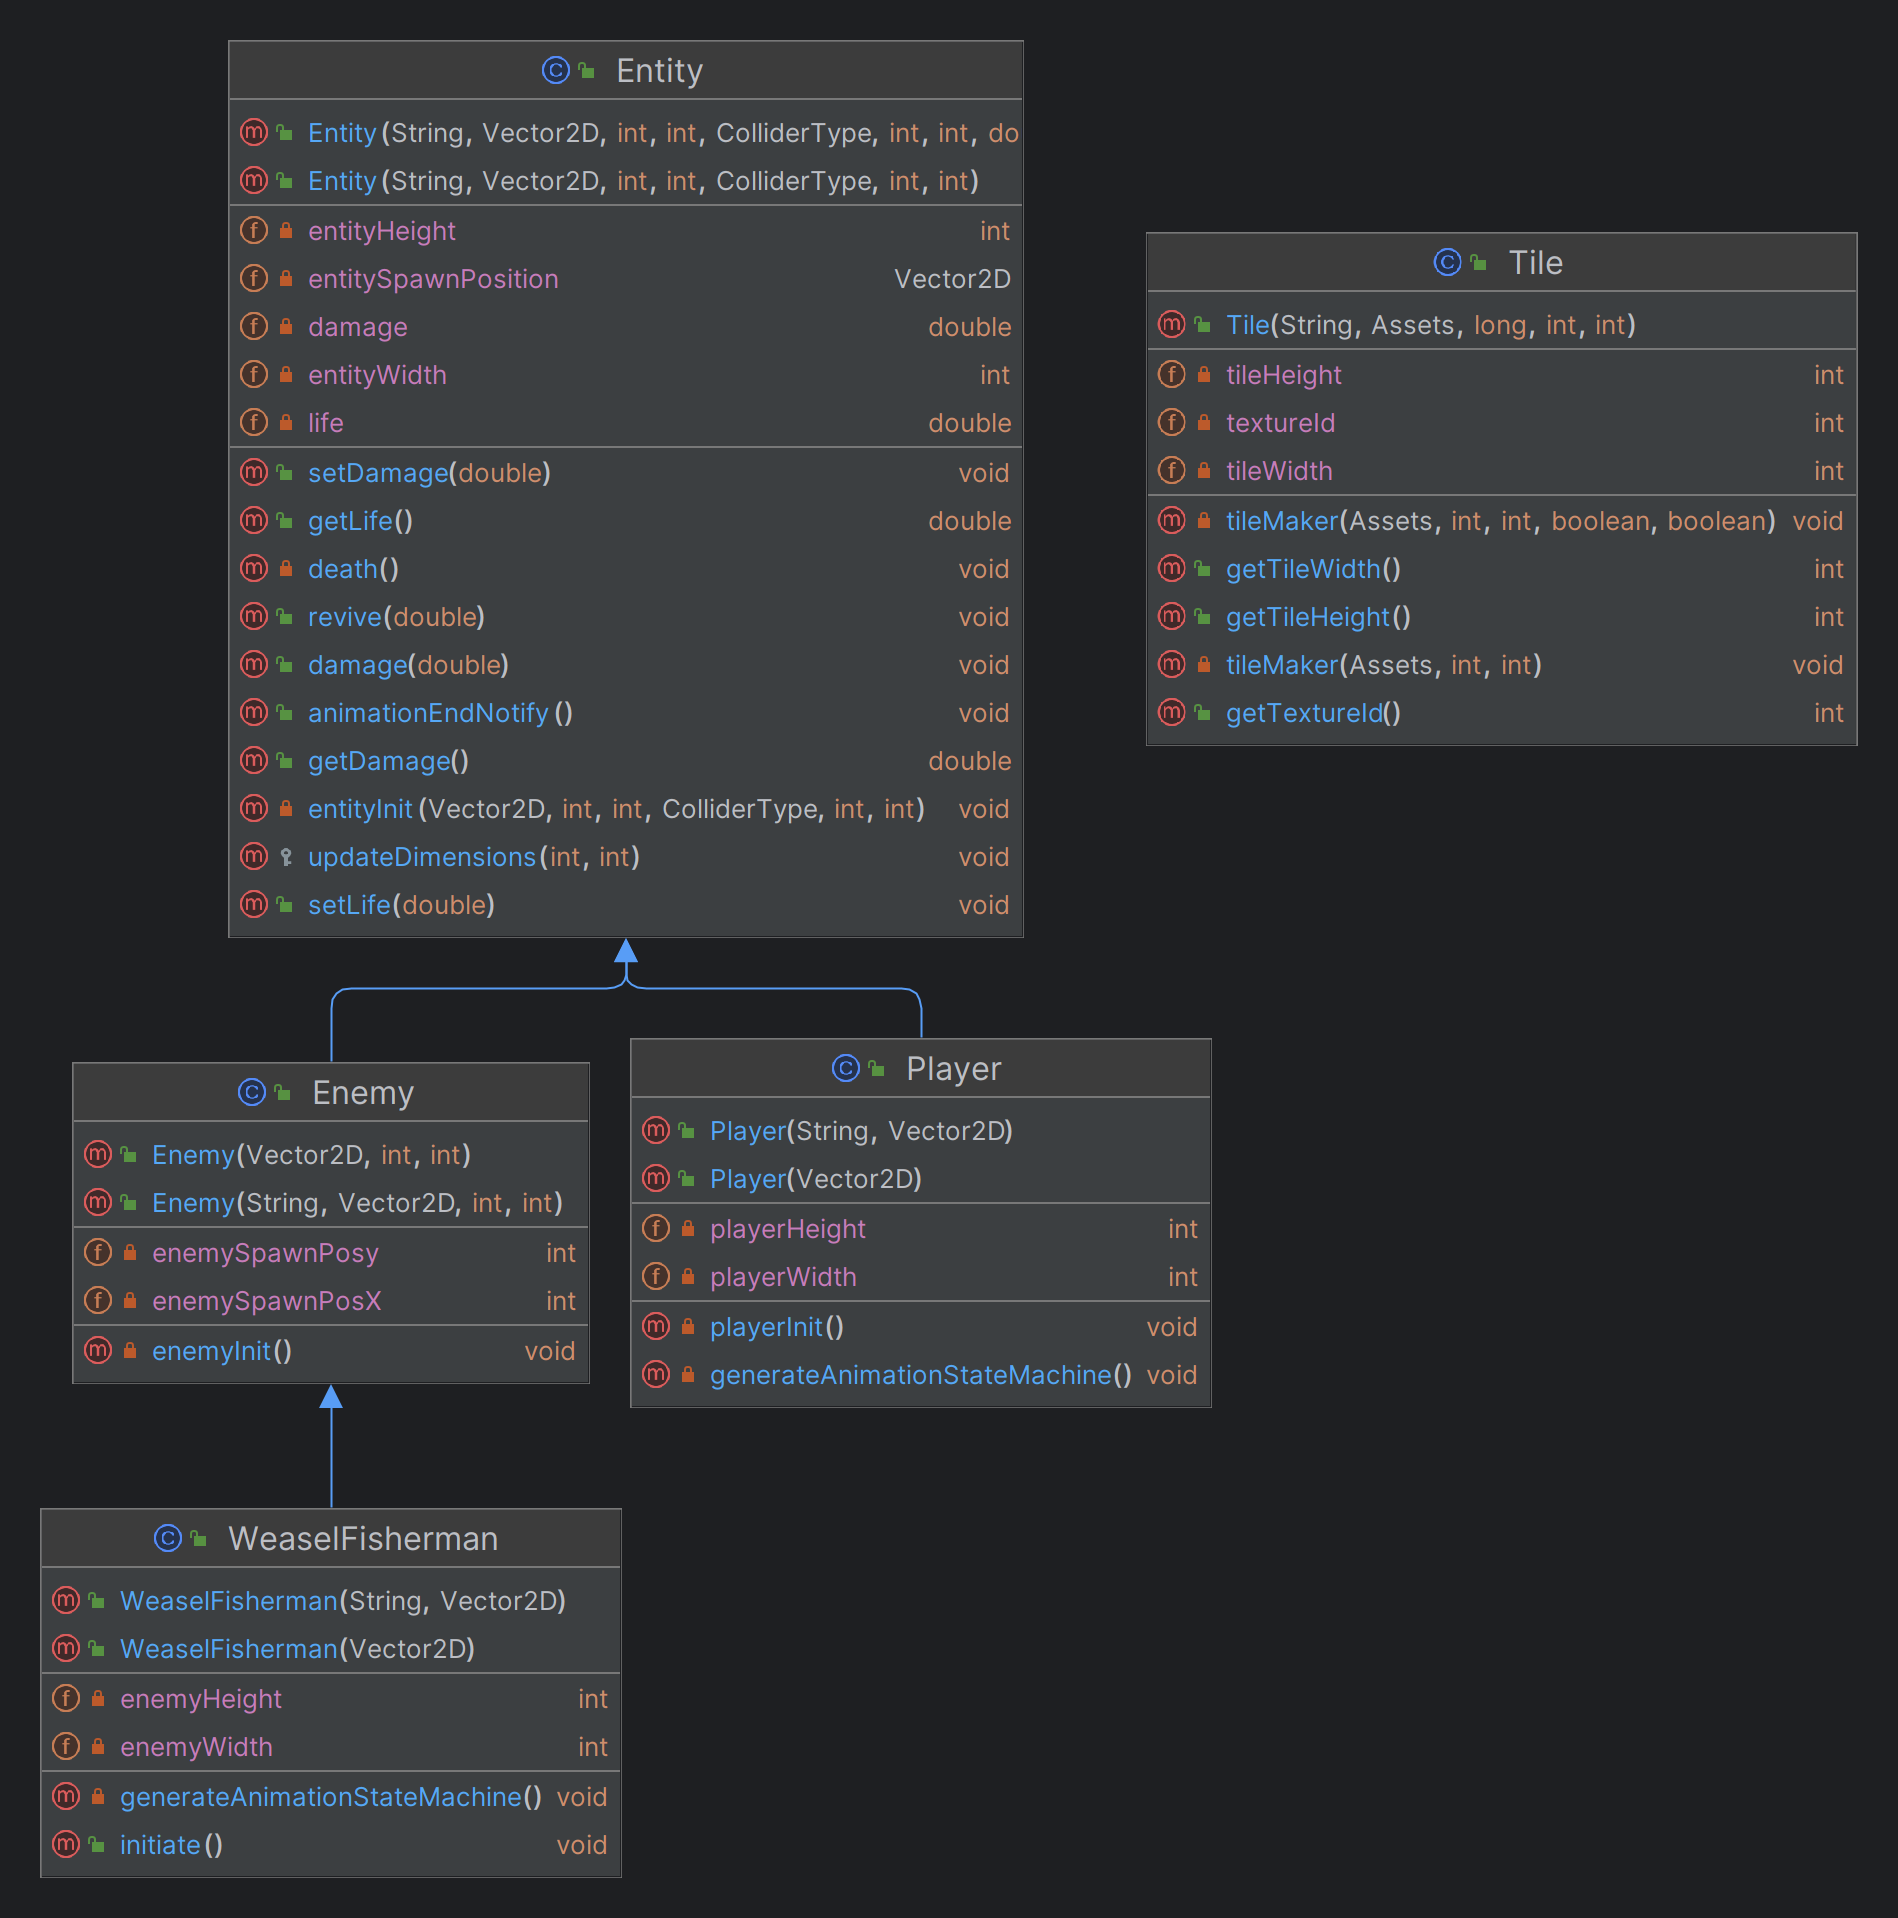 Entity
Entity(String, Vector2D, int, int, ColliderType, int, int, do
Entity(String, Vector2D, int, int, ColliderType, int, int)
entityHeight int
entitySpawnPosition Vector2D
damage double
entityWidth int
life double
setDamage(double) void
getLife() double
death() void
revive(double) void
damage(double) void
animationEndNotify() void
getDamage() double
entityInit(Vector2D, int, int, ColliderType, int, int) void
updateDimensions(int, int) void
setLife(double) void
Tile
Tile(String, Assets, long, int, int)
tileHeight int
textureId int
tileWidth int
tileMaker(Assets, int, int, boolean, boolean) void
getTileWidth() int
getTileHeight() int
tileMaker(Assets, int, int) void
getTextureId() int
Enemy
Enemy(Vector2D, int, int)
Enemy(String, Vector2D, int, int)
enemySpawnPosy int
enemySpawnPosX int
enemyInit() void
Player
Player(String, Vector2D)
Player(Vector2D)
playerHeight int
playerWidth int
playerInit() void
generateAnimationStateMachine() void
WeaselFisherman
WeaselFisherman(String, Vector2D)
WeaselFisherman(Vector2D)
enemyHeight int
enemyWidth int
generateAnimationStateMachine() void
initiate() void